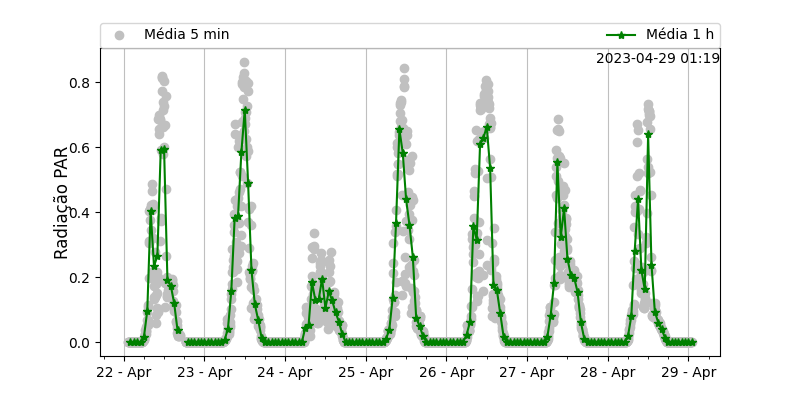 Média 5 min
Média 1 h
2023-04-29 01:19
Radiação PAR
0.8
0.6
0.4
0.2
0.0
22 - Apr
23 - Apr
24 - Apr
25 - Apr
26 - Apr
27 - Apr
28 - Apr
29 - Apr